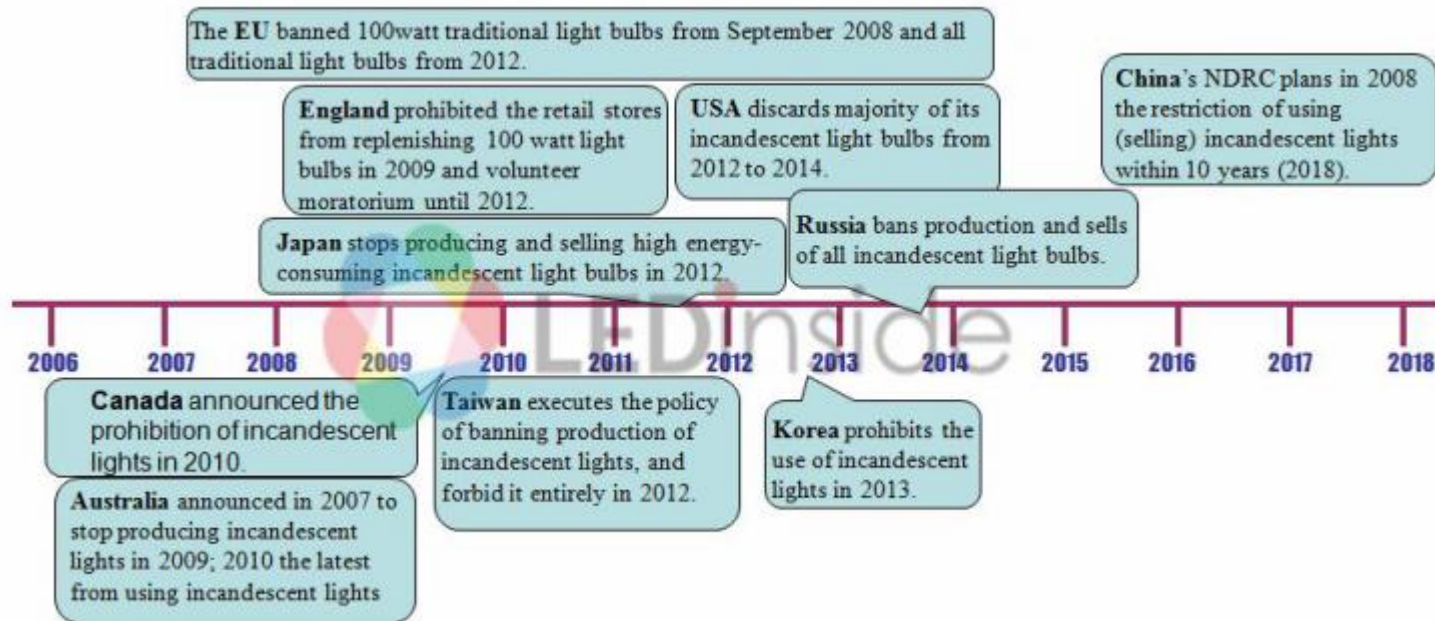 The EU banned 100watt traditional light bulbs from September 2008 and all
traditional light bulbs from 2012.
England prohibited the retail stores
from replenishing 100 watt light
bulbs in 2009 and volunteer
moratorium until 2012.
USA discards majority of its
incandescent light bulbs from
2012 to 2014.
China's NDRC plans in 2008
the restriction of using
(selling) incandescent lights
within 10 years (2018).
Japan stops producing and selling high energy-
consuming incandescent light bulbs in 2012.
Russia bans production and sells
of all incandescent light bulbs.
LEDinside
2006 2007 2008 2009 2010 2011 2012 2013 2014 2015 2016 2017 2018
Canada announced the
prohibition of incandescent
lights in 2010.
Australia announced in 2007 to
stop producing incandescent
lights in 2009; 2010 the latest
from using incandescent lights
Taiwan executes the policy
of banning production of
incandescent lights, and
forbid it entirely in 2012.
Korea prohibits the
use of incandescent
lights in 2013.